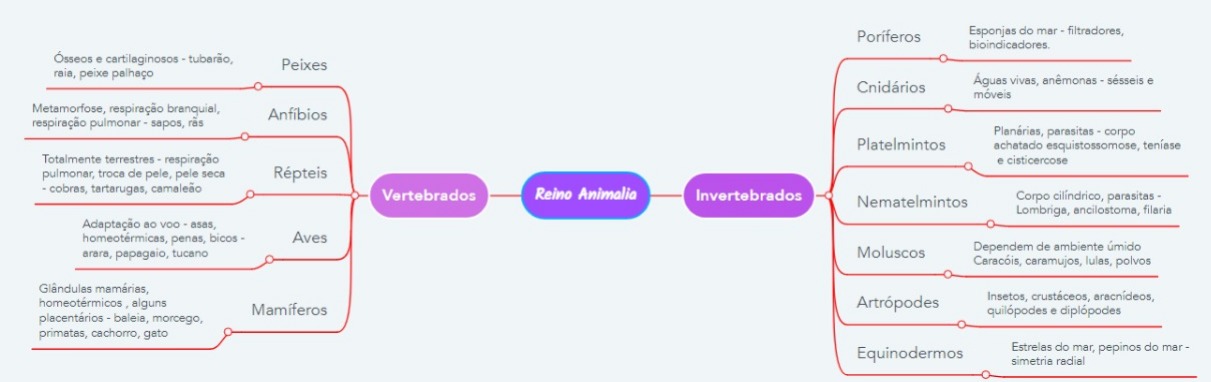 Reino Animalia
Vertebrados
Peixes
Ósseos e cartilaginosos - tubarão,
raia, peixe palhaço
Anfíbios
Metamorfose, respiração branquial,
respiração pulmonar - sapos, rãs
Répteis
Totalmente terrestres - respiração
pulmonar, troca de pele, pele seca
- cobras, tartarugas, camaleão
Aves
Adaptação ao voo - asas,
homeotérmicas, penas, bicos -
arara, papagaio, tucano
Mamíferos
Glândulas mamárias,
homeotérmicos , alguns
placentários - baleia, morcego,
primatas, cachorro, gato
Invertebrados
Poríferos
Esponjas do mar - filtradores,
bioindicadores.
Cnidários
Águas vivas, anêmonas - sésseis e
móveis
Platelmintos
Planárias, parasitas - corpo
achatado esquistossomose, teníase
e cisticercose
Nematelmintos
Corpo cilíndrico, parasitas -
Lombriga, ancilostoma, filaria
Moluscos
Dependem de ambiente úmido
Caracóis, caramujos, lulas, polvos
Artrópodes
Insetos, crustáceos, aracnídeos,
quilópodes e diplópodes
Equinodermos
Estrelas do mar, pepinos do mar -
simetria radial